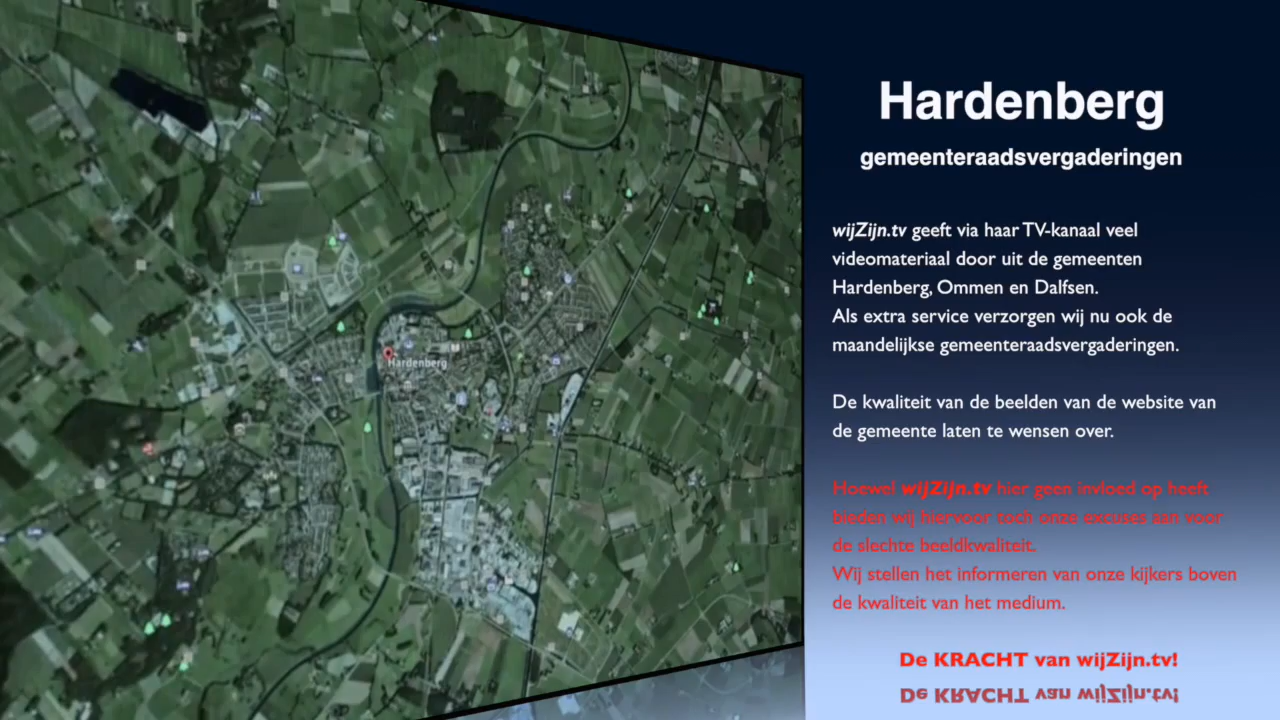 Hardenberg
gemeenteraadsvergaderingen
wijZijn.tv geeft via haar TV-kanaal veel
videomateriaal door uit de gemeenten
Hardenberg, Ommen en Dalfsen.
Als extra service verzorgen wij nu ook de
maandelijkse gemeenteraadsvergaderingen.
De kwaliteit van de beelden van de website van
de gemeente laten te wensen over.
Hoewel wijZijn.tv hier geen invloed op heeft
bieden wij hiervoor toch onze excuses aan voor
de slechte beeldkwaliteit.
Wij stellen het informeren van onze kijkers boven
de kwaliteit van het medium.
De KRACHT van wijZijn.tv!
De KRACHT van wijZijn.tv!
Hardenberg